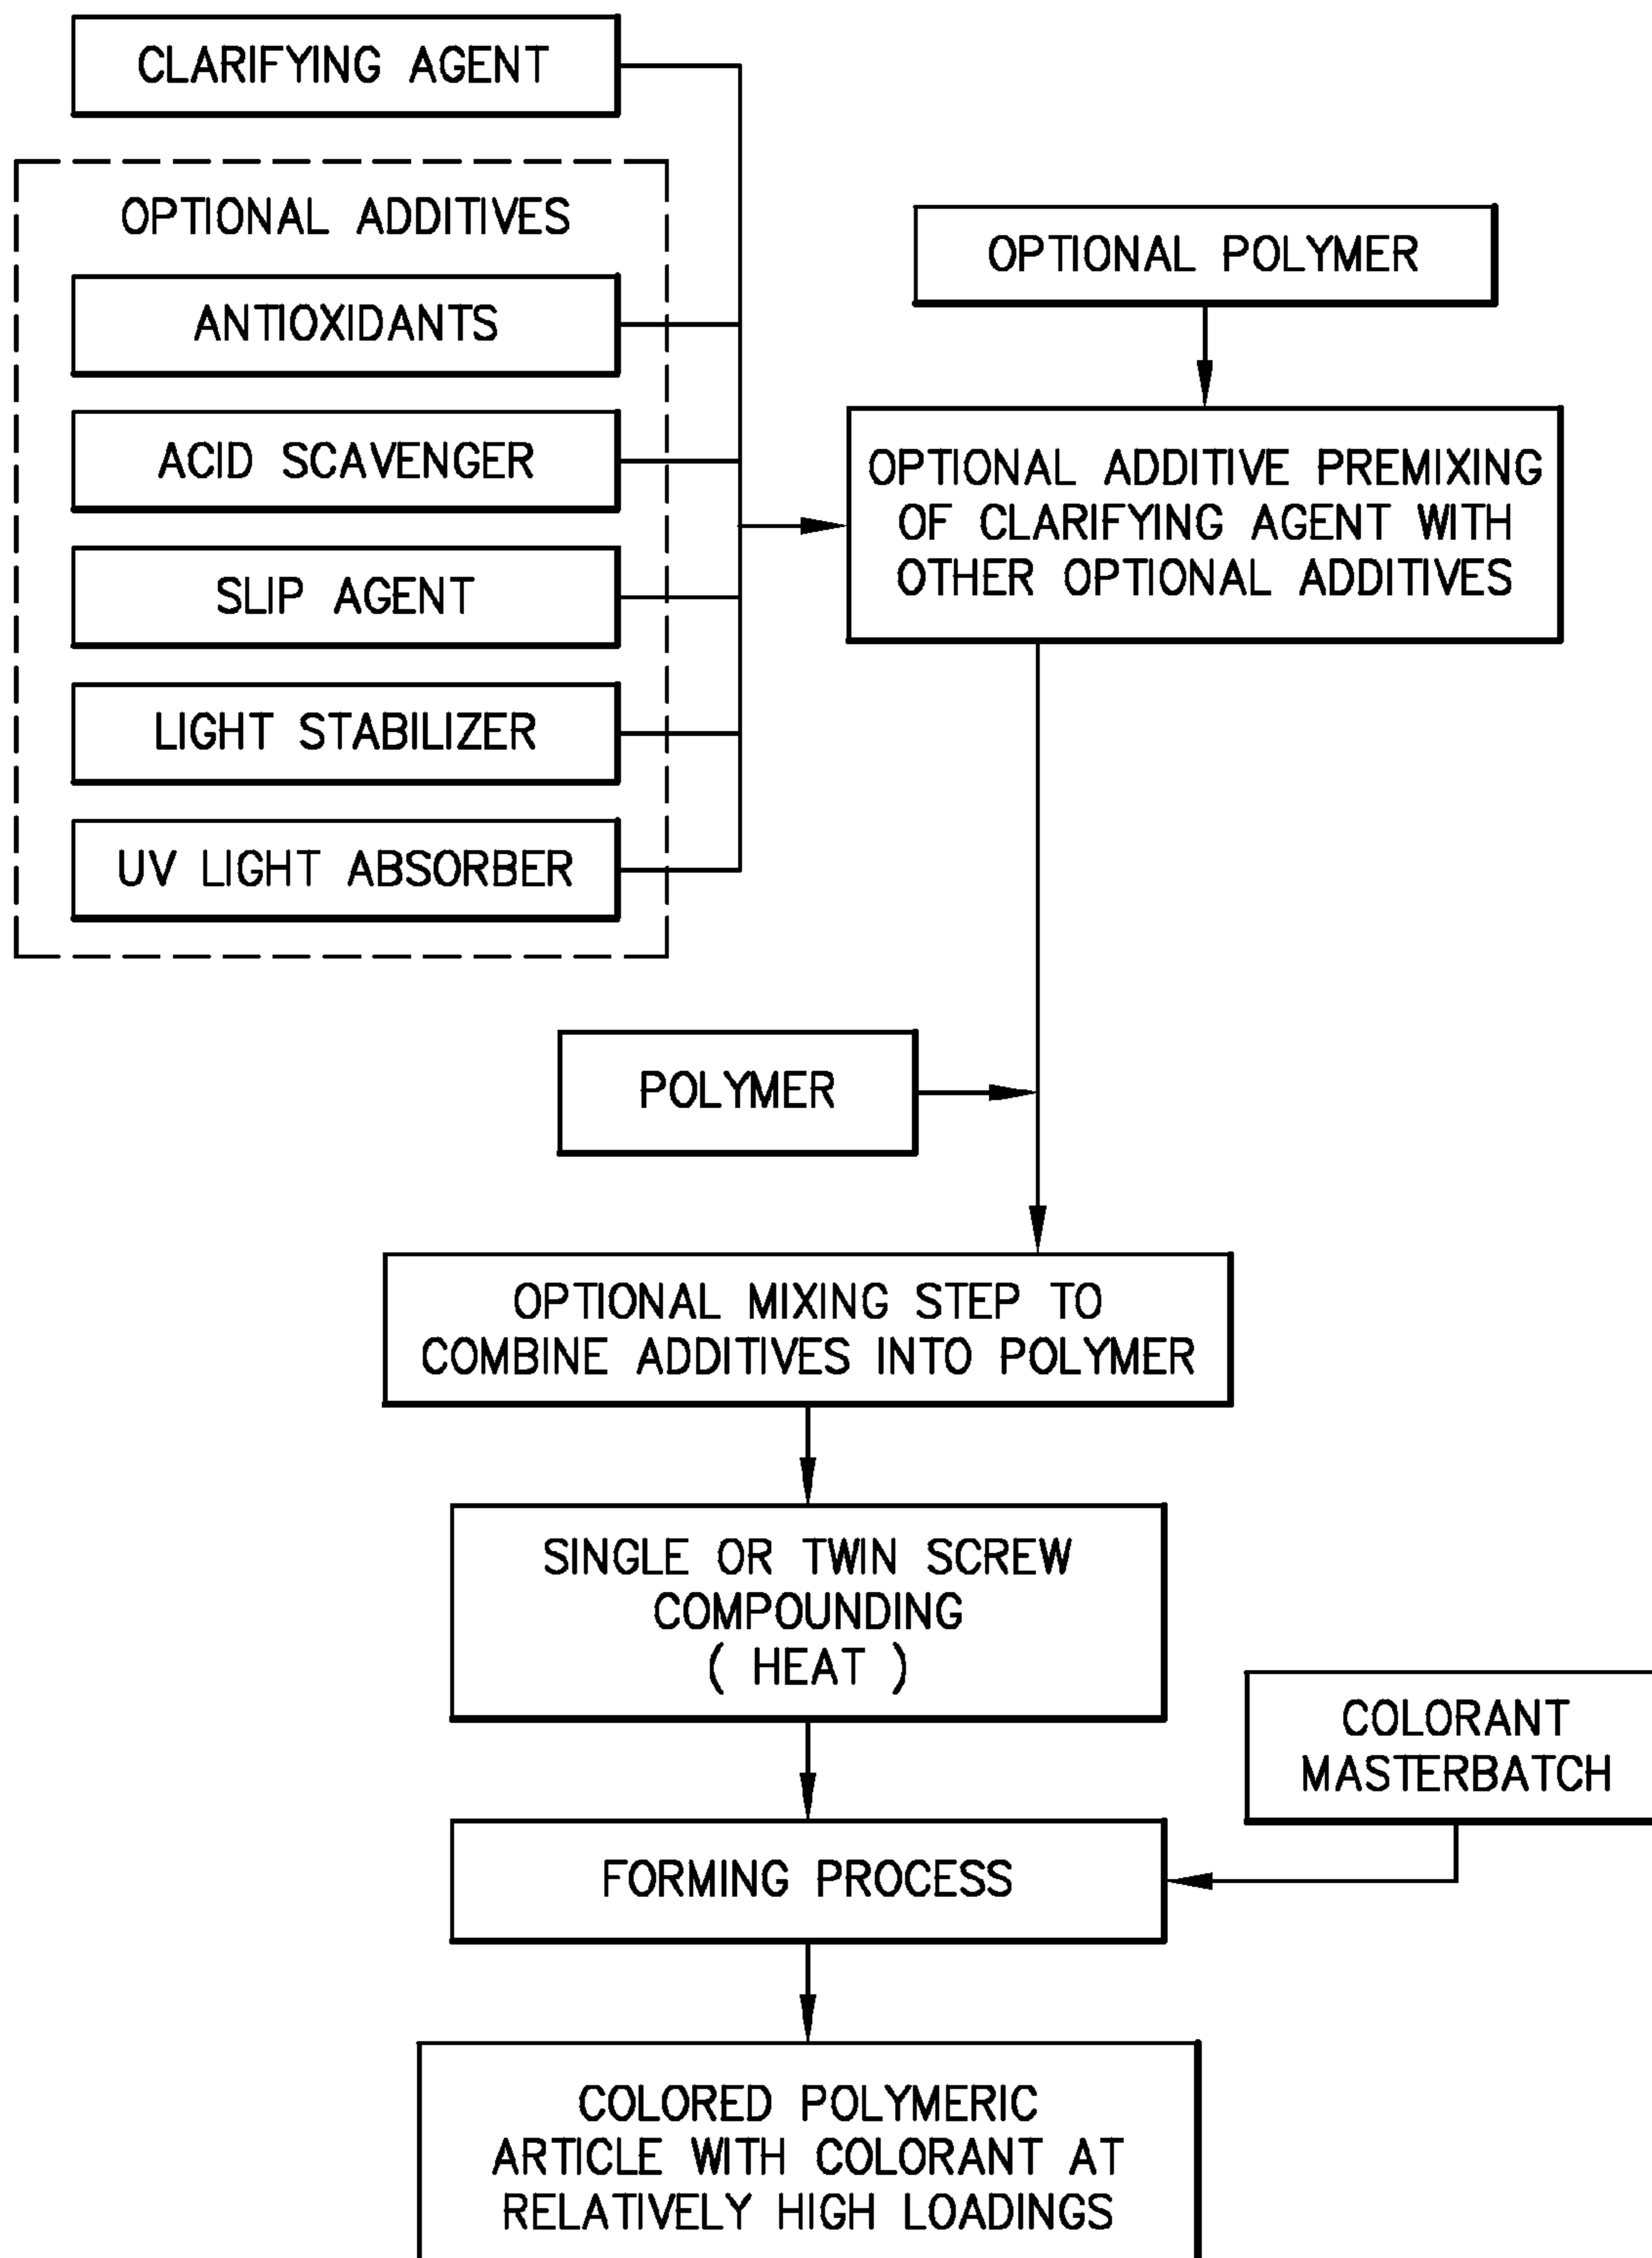 CLARIFYING AGENT
OPTIONAL ADDITIVES
ANTIOXIDANTS
ACID SCAVENGER
SLIP AGENT
LIGHT STABILIZER
UV LIGHT ABSORBER
OPTIONAL POLYMER
OPTIONAL ADDITIVE PREMIXING
OF CLARIFYING AGENT WITH
OTHER OPTIONAL ADDITIVES
POLYMER
OPTIONAL MIXING STEP TO
COMBINE ADDITIVES INTO POLYMER
SINGLE OR TWIN SCREW
COMPOUNDING
( HEAT )
COLORANT
MASTERBATCH
FORMING PROCESS
COLORED POLYMERIC
ARTICLE WITH COLORANT AT
RELATIVELY HIGH LOADINGS